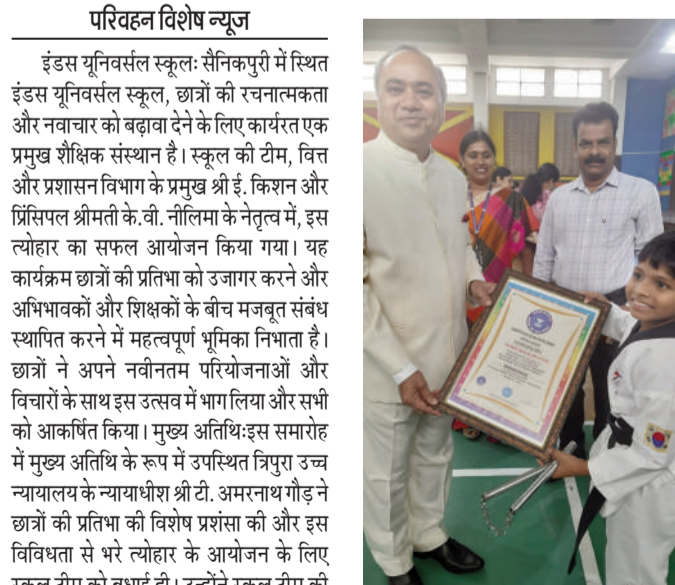 परिवहन विशेष न्यूज
इंडस यूनिवर्सल स्कूलः सैनिकपुरी में स्थित
इंडस यूनिवर्सल स्कूल, छात्रों की रचनात्मकता
और नवाचार को बढ़ावा देने के लिए कार्यरत एक
प्रमुख शैक्षिक संस्थान है। स्कूल की टीम, वित्त
और प्रशासन विभाग के प्रमुख श्री ई. किशन और
प्रिंसिपल श्रीमती के.वी. नीलिमा के नेतृत्व में, इस
त्योहार का सफल आयोजन किया गया। यह
कार्यक्रम छात्रों की प्रतिभा को उजागर करने और
अभिभावकों और शिक्षकों के बीच मजबूत संबंध
स्थापित करने में महत्वपूर्ण भूमिका निभाता है।
छात्रों ने अपने नवीनतम परियोजनाओं और
विचारों के साथ इस उत्सव में भाग लिया और सभी
को आकर्षित किया। मुख्य अतिथिःइस समारोह
में मुख्य अतिथि के रूप में उपस्थित त्रिपुरा उच्च
न्यायालय के न्यायाधीश श्री टी. अमरनाथ गौड़ ने
छात्रों की प्रतिभा की विशेष प्रशंसा की और इस
विविधता से भरे त्योहार के आयोजन के लिए
स्कूल टीम को बधाई दी। उन्होंने स्कूल टीम की